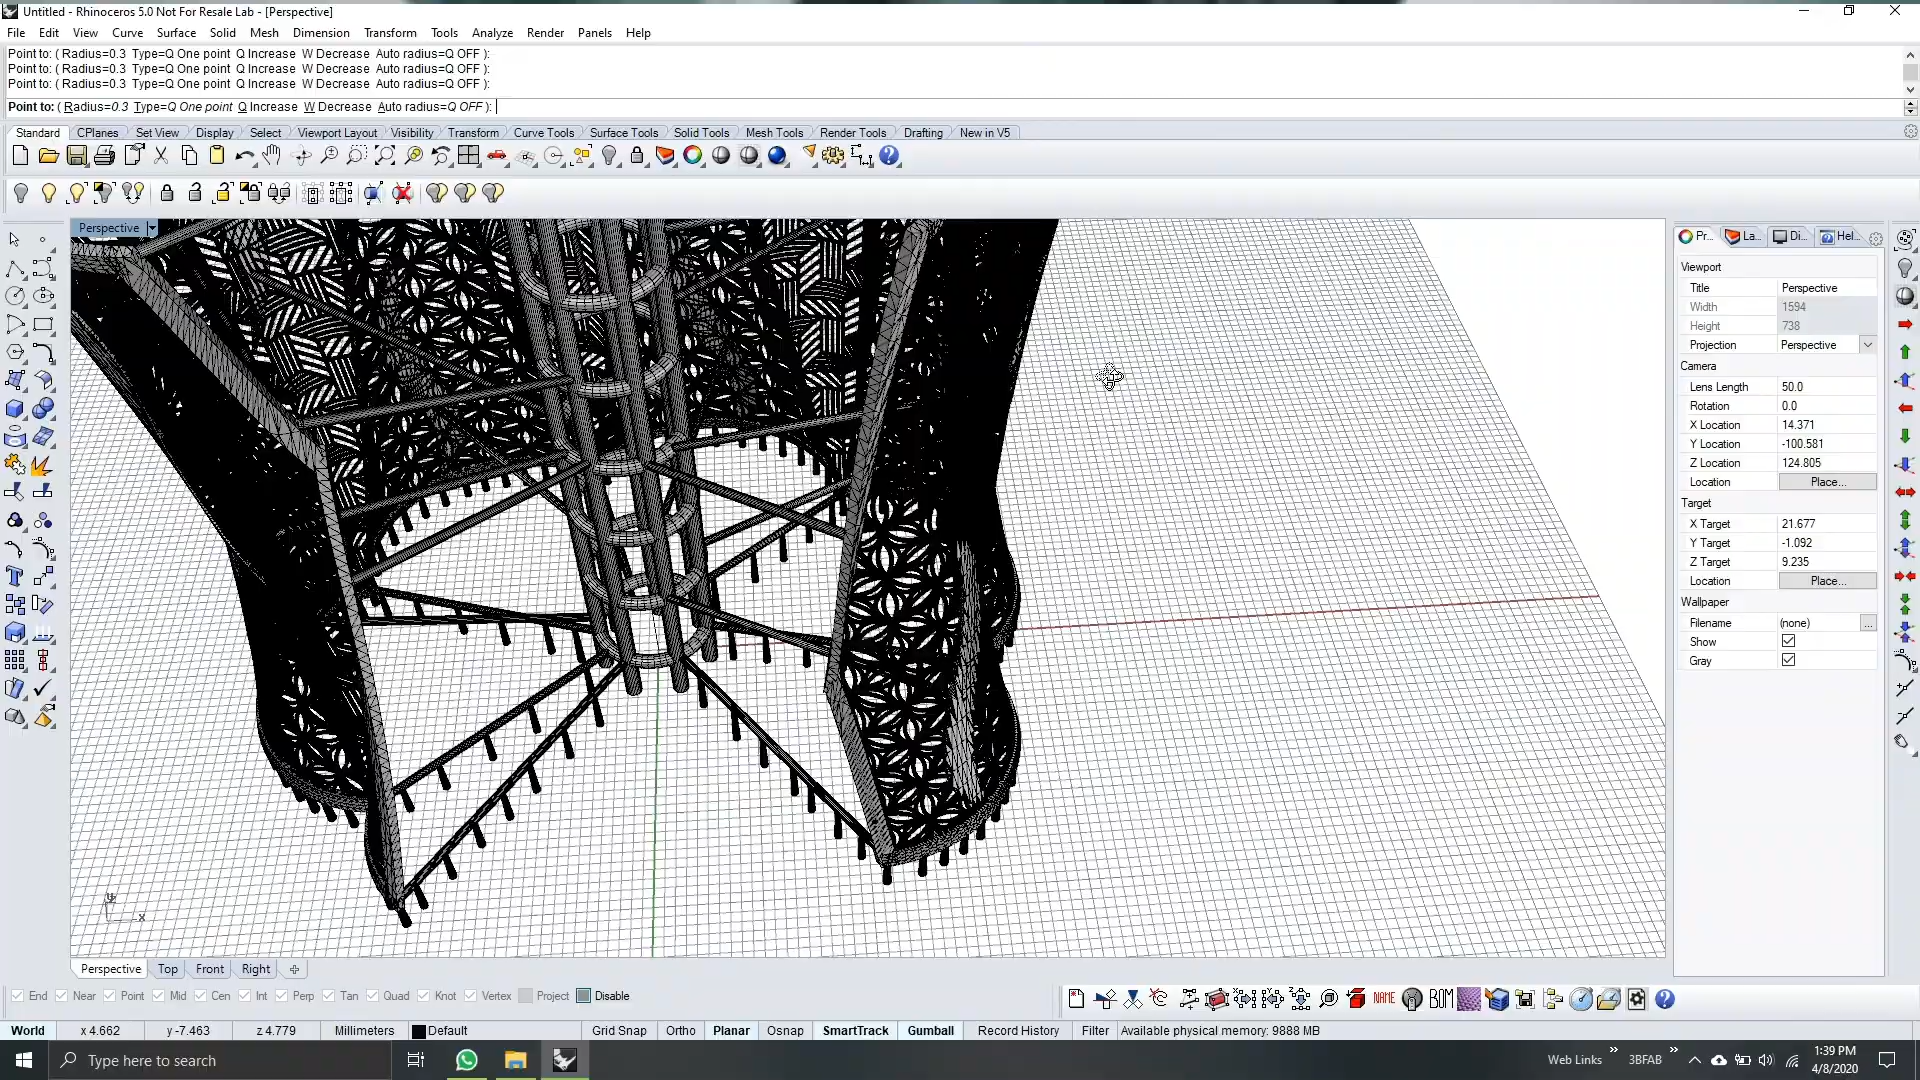 Untitled - Rhinoceros 5.0 Not For Resale Lab - [Perspective]
File Edit View Curve Surface Solid Mesh Dimension Transform Tools Analyze Render Panels Help
Point to: ( Radius=0.3 Type=Q One point Q Increase W Decrease Auto radius=Q OFF ):
Point to: ( Radius=0.3 Type=Q One point Q Increase W Decrease Auto radius=Q OFF ):
Point to: ( Radius=0.3 Type=Q One point Q Increase W Decrease Auto radius=Q OFF ):
Point to: ( Radius=0.3 Type=Q One point Q Increase W Decrease Auto radius=Q OFF ):
Standard CPlanes Set View Display Select Viewport Layout Visibility Transform Curve Tools Surface Tools Solid Tools Mesh Tools Render Tools Drafting New in V5
Perspective
Pr... La... Di... Hel...
Viewport
Title Perspective
Width 1594
Height 738
Projection Perspective
Camera
Lens Length 50.0
Rotation 0.0
X Location 14.371
Y Location -100.581
Z Location 124.805
Location Place...
Target
X Target 21.677
Y Target -1.092
Z Target 9.235
Location Place...
Wallpaper
Filename (none) ...
Show
Gray
x
Perspective Top Front Right
End Near Point Mid Cen Int Perp Tan Quad Knot Vertex Project Disable
NAME BOM
World x 4.662 y -7.463 z 4.779 Millimeters Default Grid Snap Ortho Planar Osnap SmartTrack Gumball Record History Filter Available physical memory: 9888 MB
Type here to search
Web Links » 3BFAB »
1:39 PM
4/8/2020